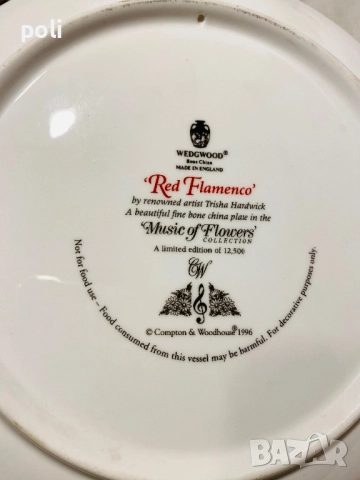 poli
WEDGWOOD®
Bone China
MADE IN ENGLAND
'Red Flamenco'
by renowned artist Trisha Hardwick
A beautiful fine bone china plate in the
'Music of Flowers'
COLLECTION
A limited edition of 12,500
CW
© Compton & Woodhouse® 1996
Not for food use – Food consumed from this vessel may be harmful. For decorative purposes only.
BAZAR